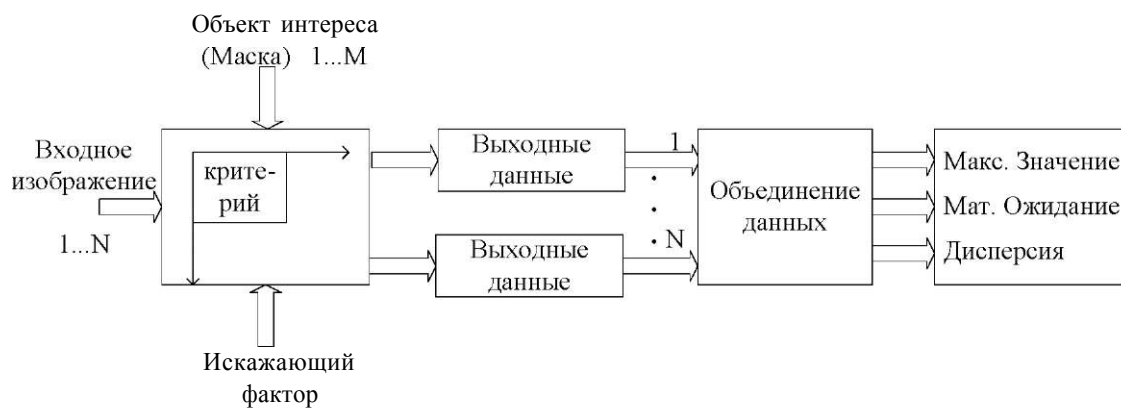 Объект интереса
(Маска) 1...M
Входное
изображение
1...N
крите-
рий
Искажающий
фактор
Выходные
данные
Выходные
данные
1
N
Объединение
данных
Макс. Значение
Мат. Ожидание
Дисперсия